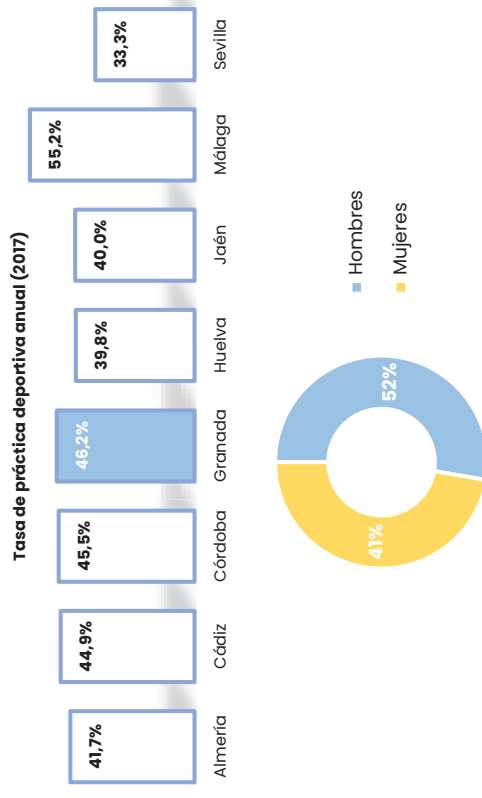 Tasa de práctica deportiva anual (2017)
41,7% 44,9% 45,5% 46,2% 39,8% 40,0% 55,2% 33,3%
Almería Cádiz Córdoba Granada Huelva Jaén Málaga Sevilla
Hombres
Mujeres
41% 52%